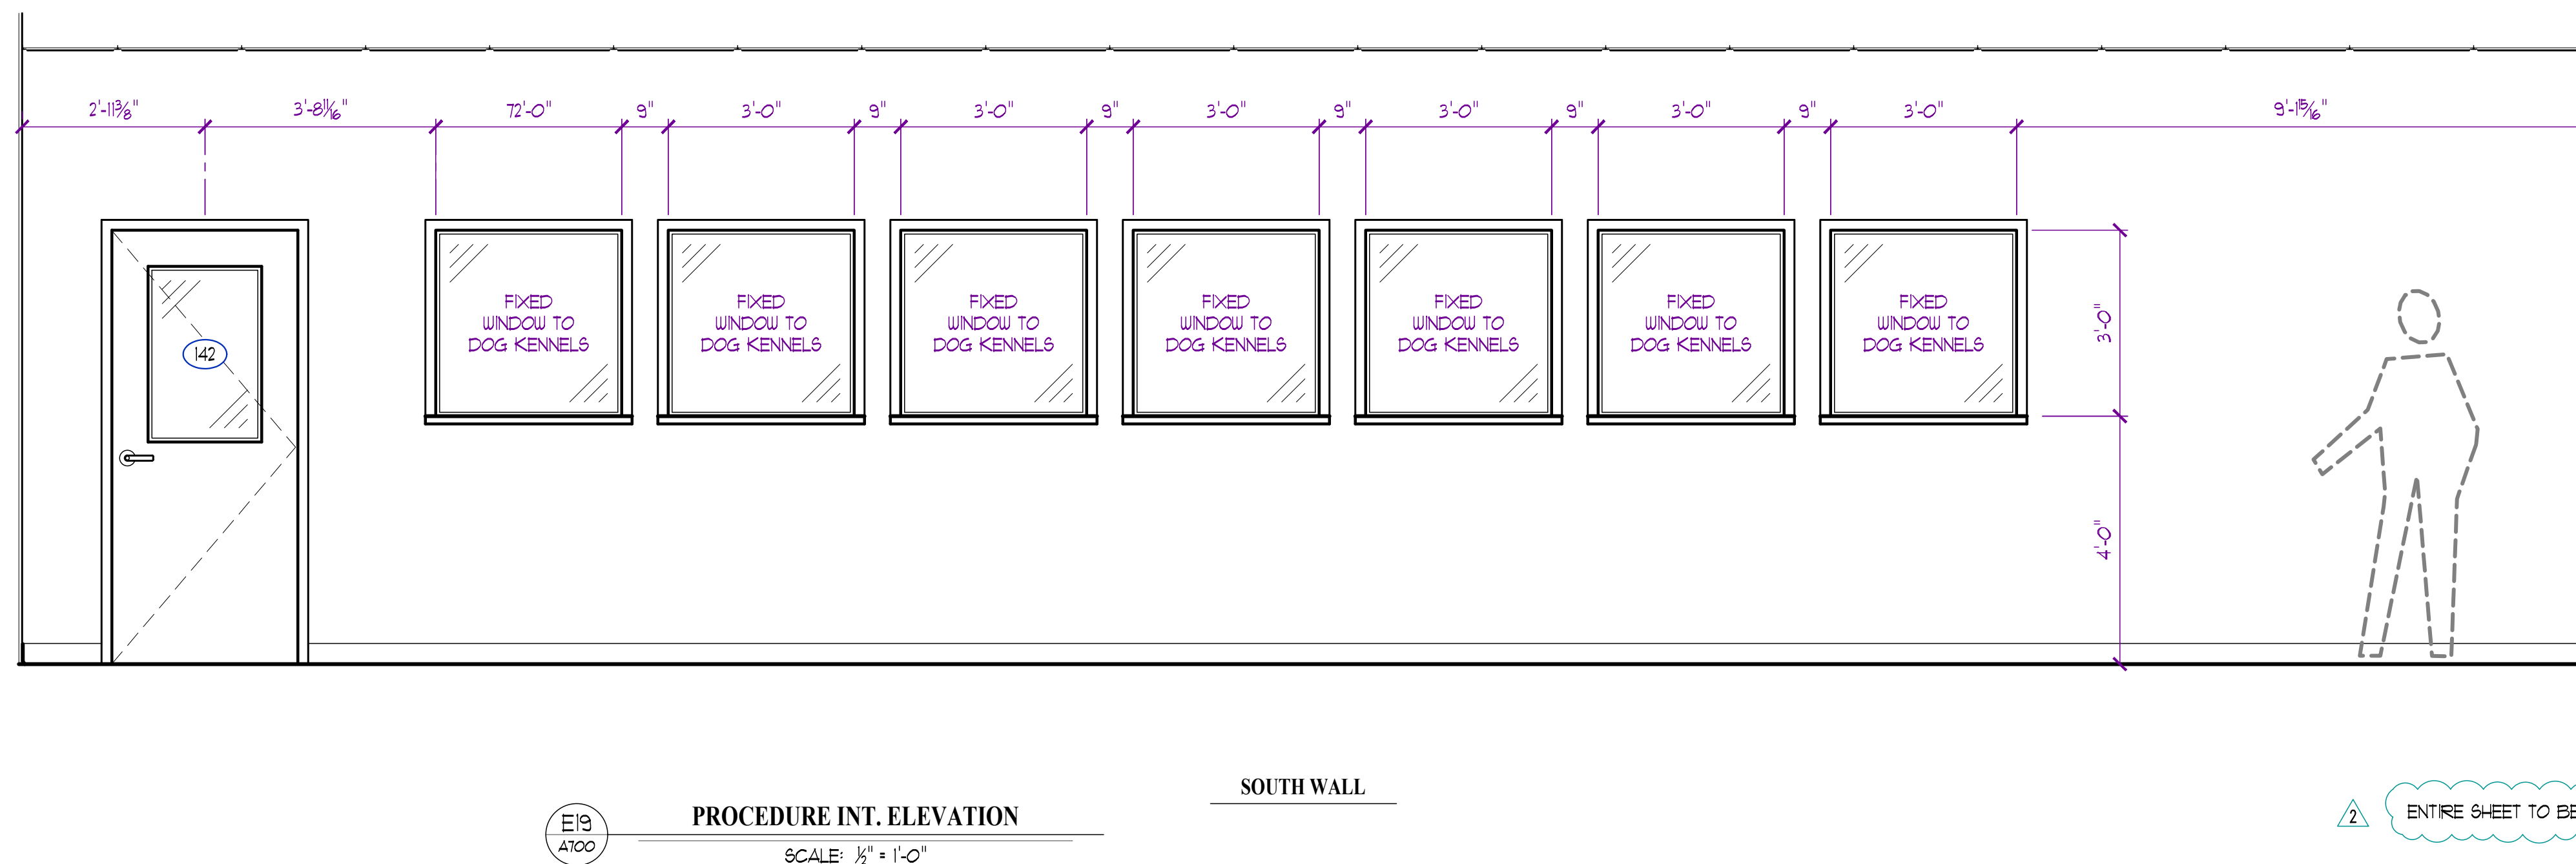 2'-11⅜" 3'-8¹¹⁄₁₆" 72'-0" 9" 3'-0" 9" 3'-0" 9" 3'-0" 9" 3'-0" 9" 3'-0" 9" 3'-0" 9'-1¹⁵⁄₁₆"
142
FIXED
WINDOW TO
DOG KENNELS
FIXED
WINDOW TO
DOG KENNELS
FIXED
WINDOW TO
DOG KENNELS
FIXED
WINDOW TO
DOG KENNELS
FIXED
WINDOW TO
DOG KENNELS
FIXED
WINDOW TO
DOG KENNELS
FIXED
WINDOW TO
DOG KENNELS
3'-0"
4'-0"
SOUTH WALL
E19
A700
PROCEDURE INT. ELEVATION
SCALE: ½" = 1'-0"
2
ENTIRE SHEET TO BE